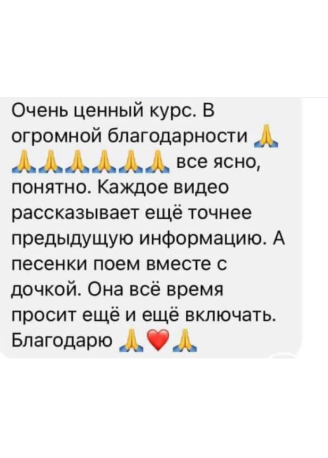 Очень ценный курс. В
огромной благодарности 🙏
🙏🙏🙏🙏🙏🙏 все ясно,
понятно. Каждое видео
рассказывает ещё точнее
предыдущую информацию. А
песенки поем вместе с
дочкой. Она всё время
просит ещё и ещё включать.
Благодарю 🙏❤️🙏